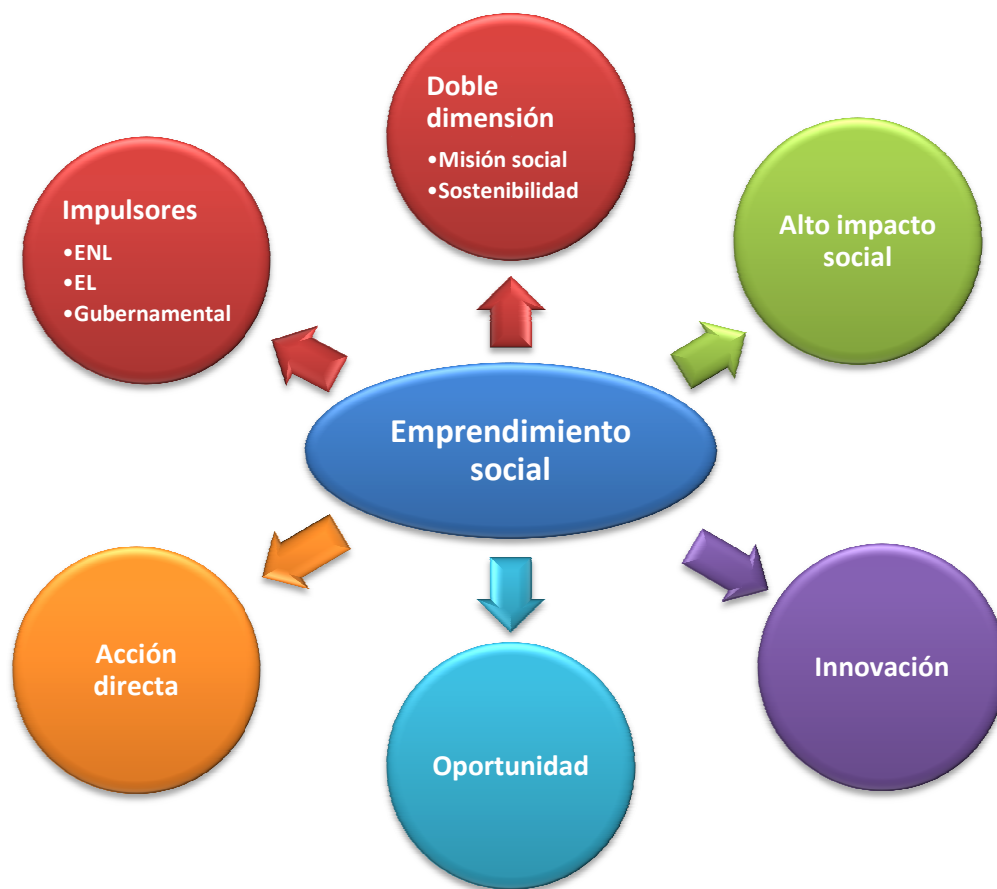 Doble
dimensión
•Misión social
•Sostenibilidad
Impulsores
•ENL
•EL
•Gubernamental
Alto impacto
social
Emprendimiento
social
Acción
directa
Innovación
Oportunidad